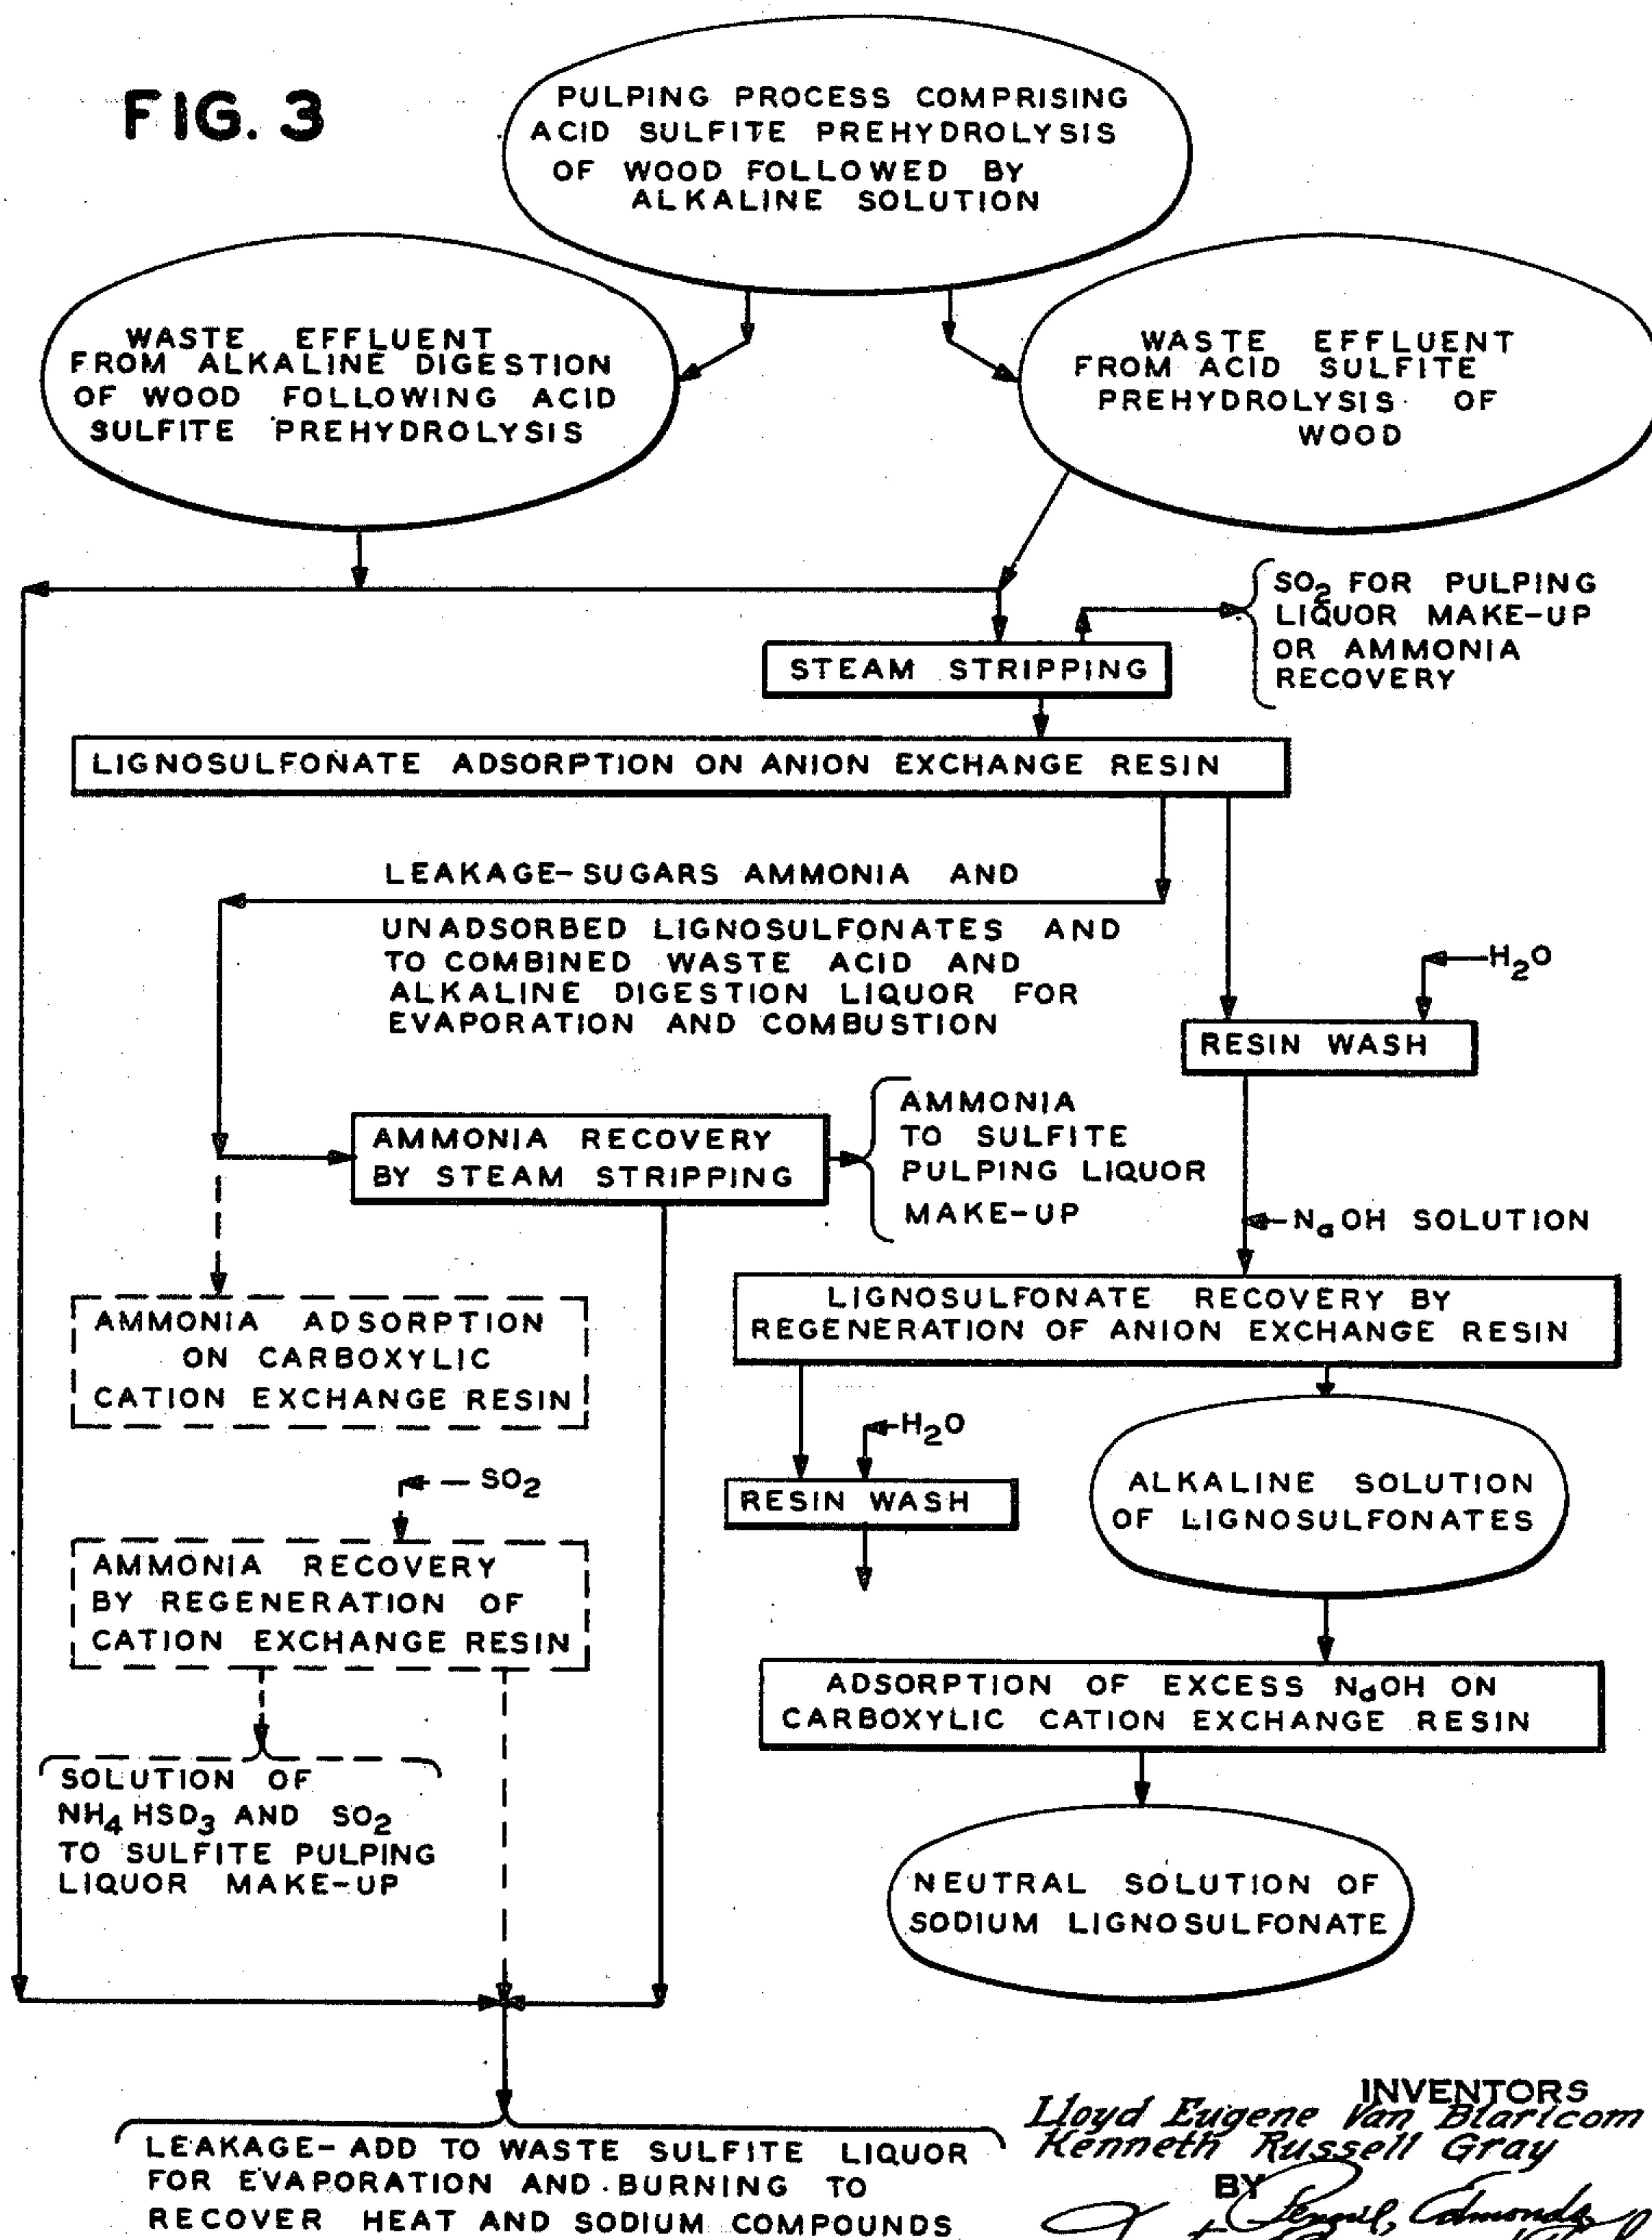 FIG. 3
PULPING PROCESS COMPRISING
ACID SULFITE PREHYDROLYSIS
OF WOOD FOLLOWED BY
ALKALINE SOLUTION
WASTE EFFLUENT
FROM ALKALINE DIGESTION
OF WOOD FOLLOWING ACID
SULFITE PREHYDROLYSIS
WASTE EFFLUENT
FROM ACID SULFITE
PREHYDROLYSIS OF
WOOD
SO2 FOR PULPING
LIQUOR MAKE-UP
OR AMMONIA
RECOVERY
STEAM STRIPPING
LIGNOSULFONATE ADSORPTION ON ANION EXCHANGE RESIN
LEAKAGE-SUGARS AMMONIA AND
UNADSORBED LIGNOSULFONATES AND
TO COMBINED WASTE ACID AND
ALKALINE DIGESTION LIQUOR FOR
EVAPORATION AND COMBUSTION
H2O
RESIN WASH
AMMONIA RECOVERY
BY STEAM STRIPPING
AMMONIA
TO SULFITE
PULPING LIQUOR
MAKE-UP
NaOH SOLUTION
LIGNOSULFONATE RECOVERY BY
REGENERATION OF ANION EXCHANGE RESIN
AMMONIA ADSORPTION
ON CARBOXYLIC
CATION EXCHANGE RESIN
H2O
RESIN WASH
ALKALINE SOLUTION
OF LIGNOSULFONATES
SO2
AMMONIA RECOVERY
BY REGENERATION OF
CATION EXCHANGE RESIN
ADSORPTION OF EXCESS NaOH ON
CARBOXYLIC CATION EXCHANGE RESIN
SOLUTION OF
NH4 HSD3 AND SO2
TO SULFITE PULPING
LIQUOR MAKE-UP
NEUTRAL SOLUTION OF
SODIUM LIGNOSULFONATE
LEAKAGE-ADD TO WASTE SULFITE LIQUOR
FOR EVAPORATION AND BURNING TO
RECOVER HEAT AND SODIUM COMPOUNDS
INVENTORS
Lloyd Eugene Van Blaricom
Kenneth Russell Gray
BY
Edmonds